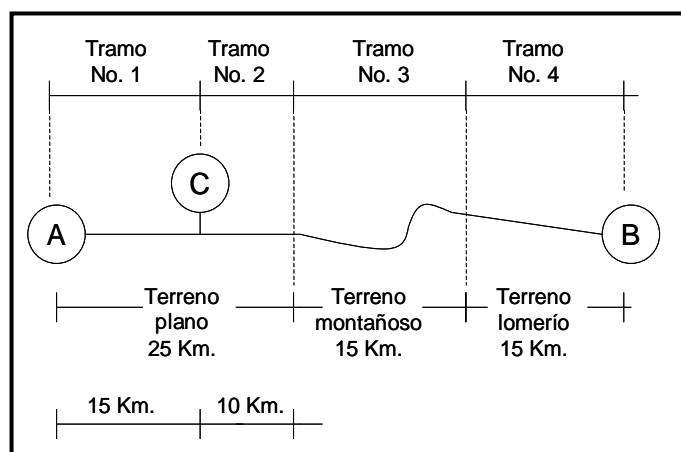 Tramo
No. 1
Tramo
No. 2
Tramo
No. 3
Tramo
No. 4
C
A
B
Terreno
plano
25 Km.
Terreno
montañoso
15 Km.
Terreno
lomerío
15 Km.
15 Km.
10 Km.